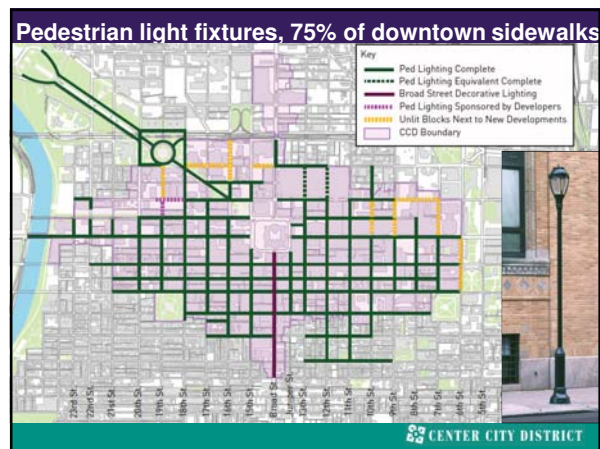 Pedestrian light fixtures, 75% of downtown sidewalks
Key
Ped Lighting Complete
Ped Lighting Equivalent Complete
Broad Street Decorative Lighting
Ped Lighting Sponsored by Developers
Unlit Blocks Next to New Developments
CCD Boundary
23rd St.
22nd St.
21st St.
20th St.
19th St.
18th St.
17th St.
16th St.
15th St.
Broad St.
Juniper St.
13th St.
12th St.
11th St.
10th St.
9th St.
8th St.
7th St.
6th St.
5th St.
CENTER CITY DISTRICT